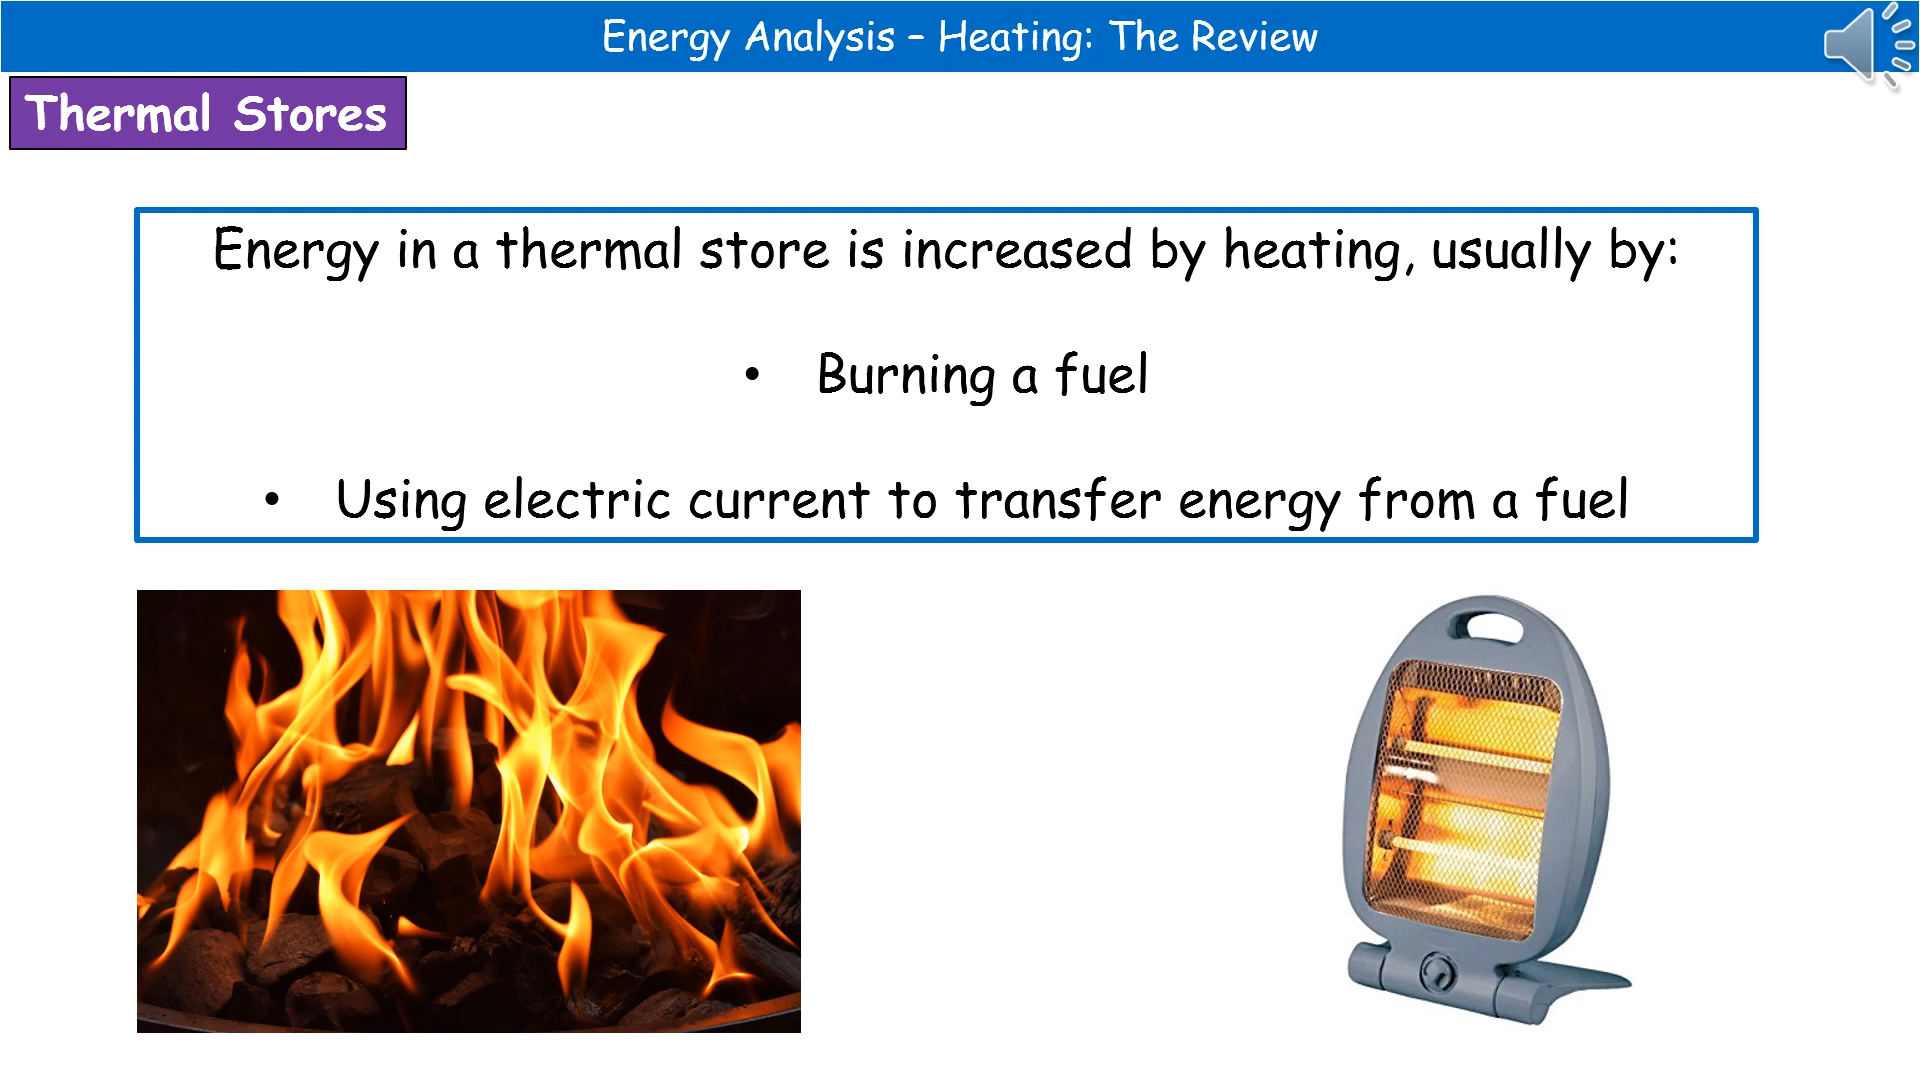 Energy Analysis – Heating: The Review
Thermal Stores
Energy in a thermal store is increased by heating, usually by:
• Burning a fuel
• Using electric current to transfer energy from a fuel